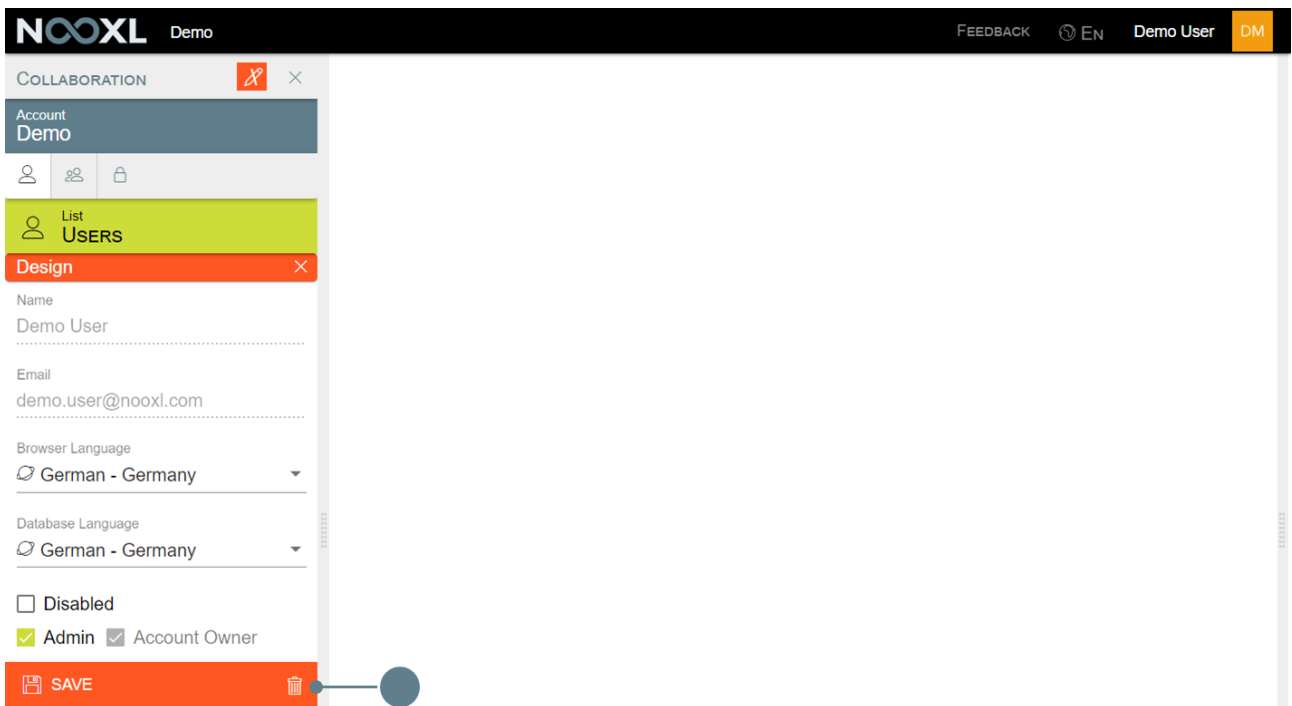 NOOXL Demo FEEDBACK EN Demo User DM
COLLABORATION
Account
Demo
List
USERS
Design
Name
Demo User
Email
demo.user@nooxl.com
Browser Language
German - Germany
Database Language
German - Germany
Disabled
Admin Account Owner
SAVE